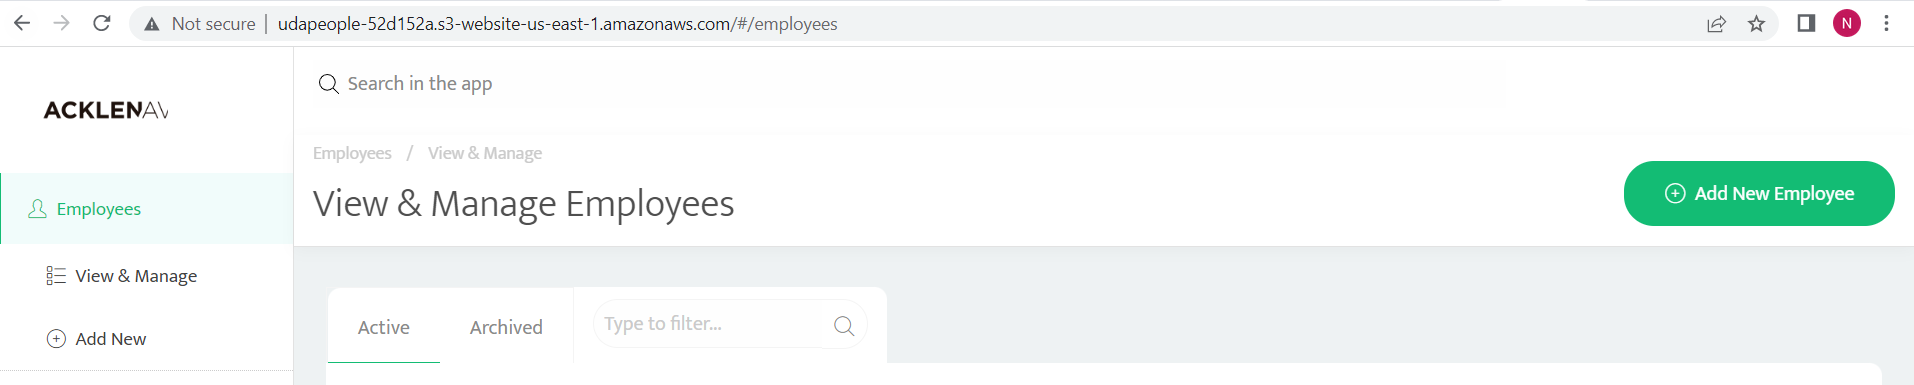 Not secure | udapeople-52d152a.s3-website-us-east-1.amazonaws.com/#/employees
N
Search in the app
ACKLENAV
Employees / View & Manage
View & Manage Employees
Add New Employee
Employees
View & Manage
Add New
Active
Archived
Type to filter...